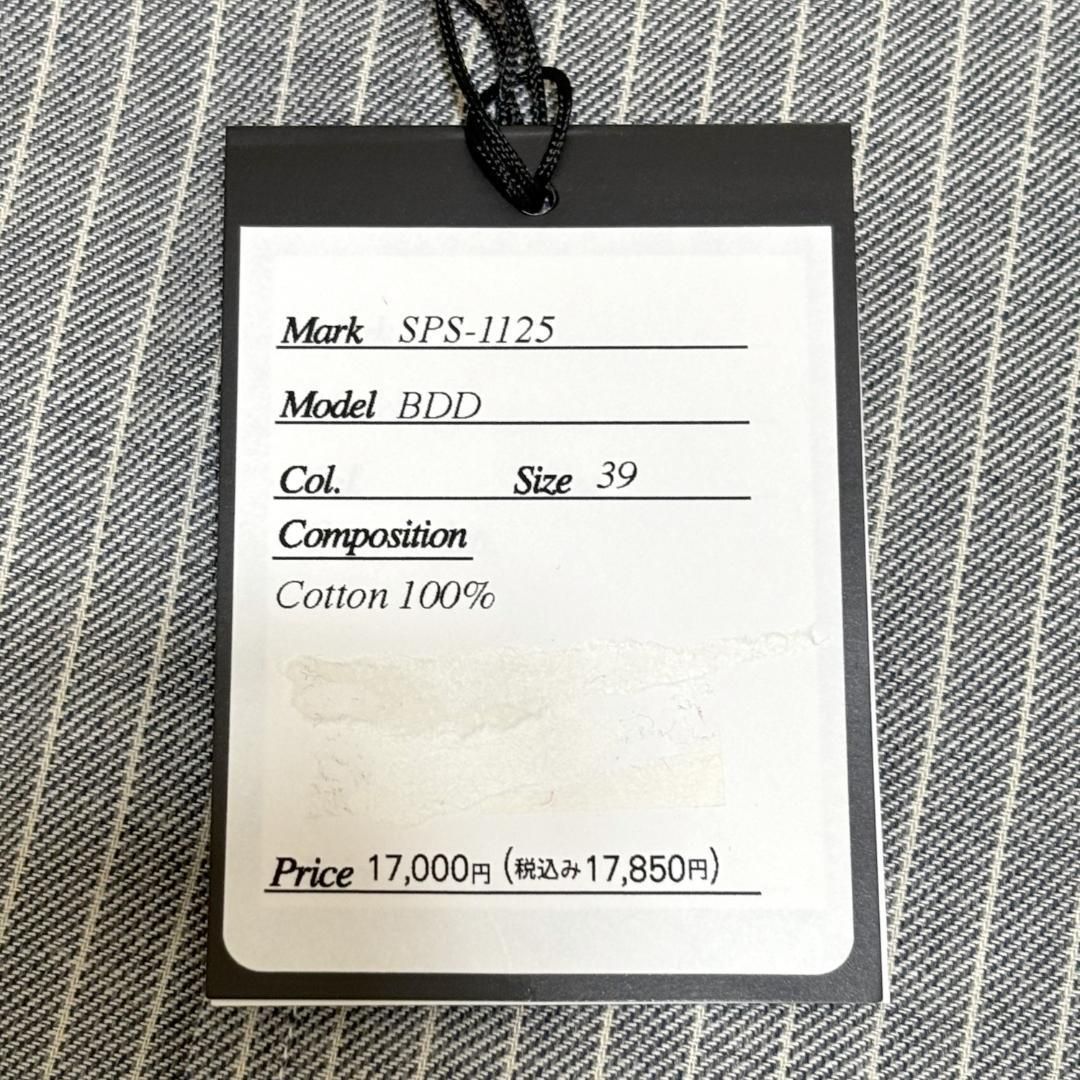 Mark SPS-1125
Model BDD
Col. Size 39
Composition
Cotton 100%
Price 17,000円 (税込み17,850円)